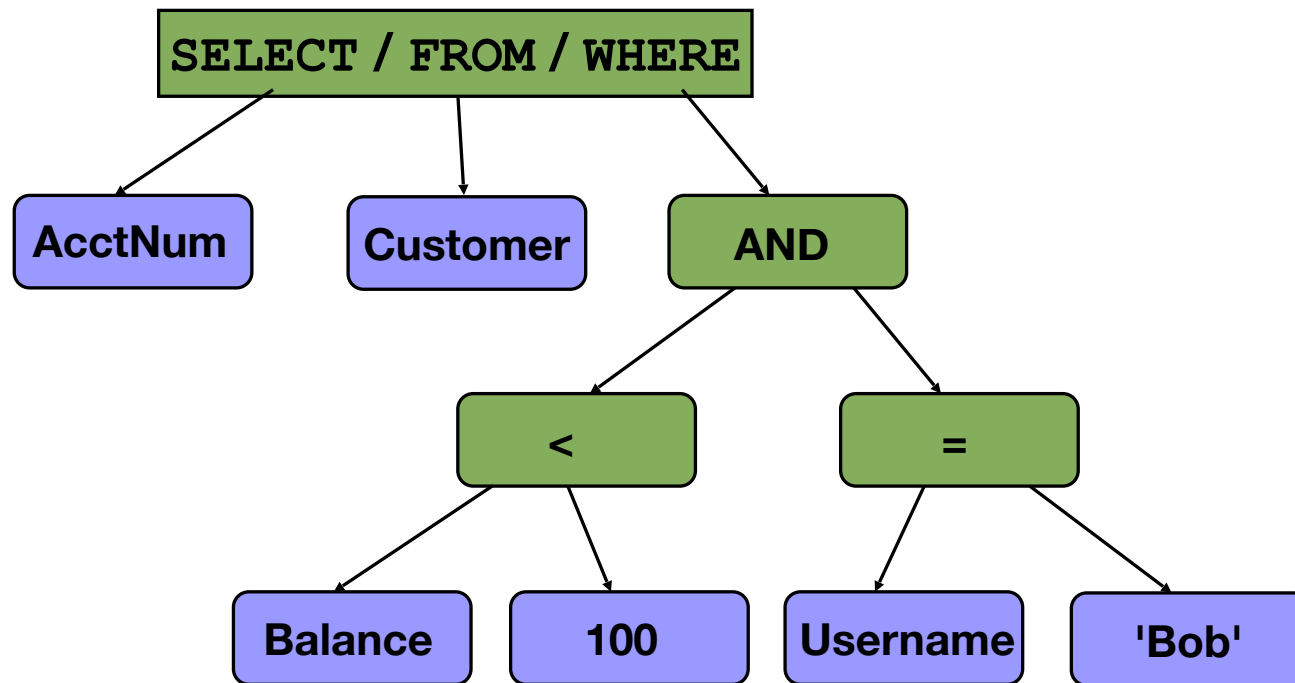 SELECT / FROM / WHERE
AcctNum
Customer
AND
<
=
Balance
100
Username
'Bob'